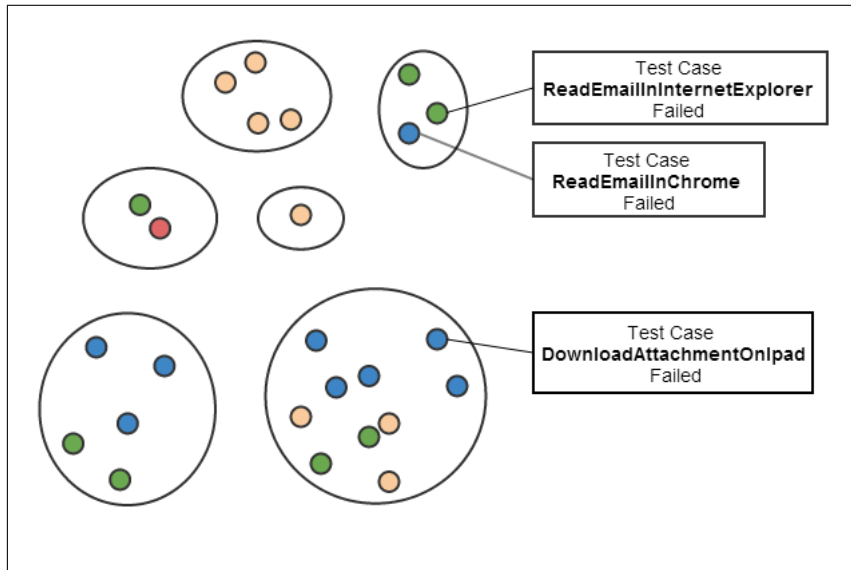 Test Case
ReadEmailInInternetExplorer
Failed
Test Case
ReadEmailInChrome
Failed
Test Case
DownloadAttachmentOnIpad
Failed